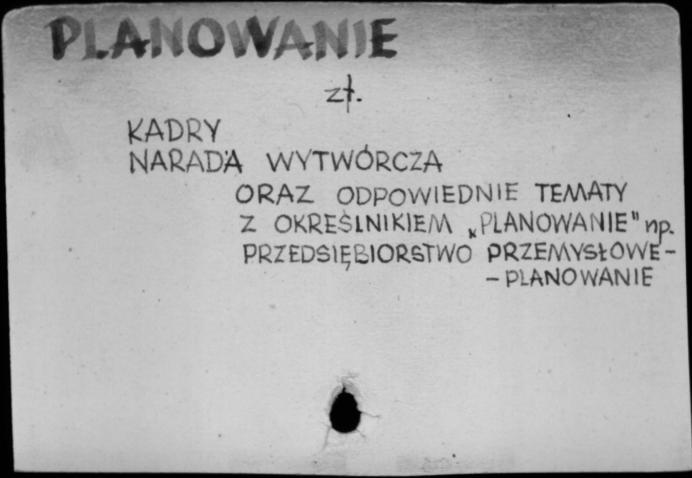 PLANOWANIE
zł.
KADRY
NARADA WYTWÓRCZA
ORAZ ODPOWIEDNIE TEMATY
Z OKREŚLNIKIEM „PLANOWANIE" np.
PRZEDSIĘBIORSTWO PRZEMYSŁOWE-
-PLANOWANIE